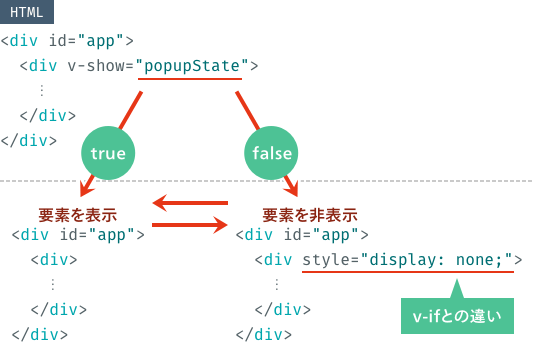 HTML
<div id="app">
<div v-show="popupState">
⋮
</div>
</div>
true
false
要素を表示
<div id="app">
<div>
⋮
</div>
</div>
要素を非表示
<div id="app">
<div style="display: none;">
⋮
</div>
</div>
v-ifとの違い